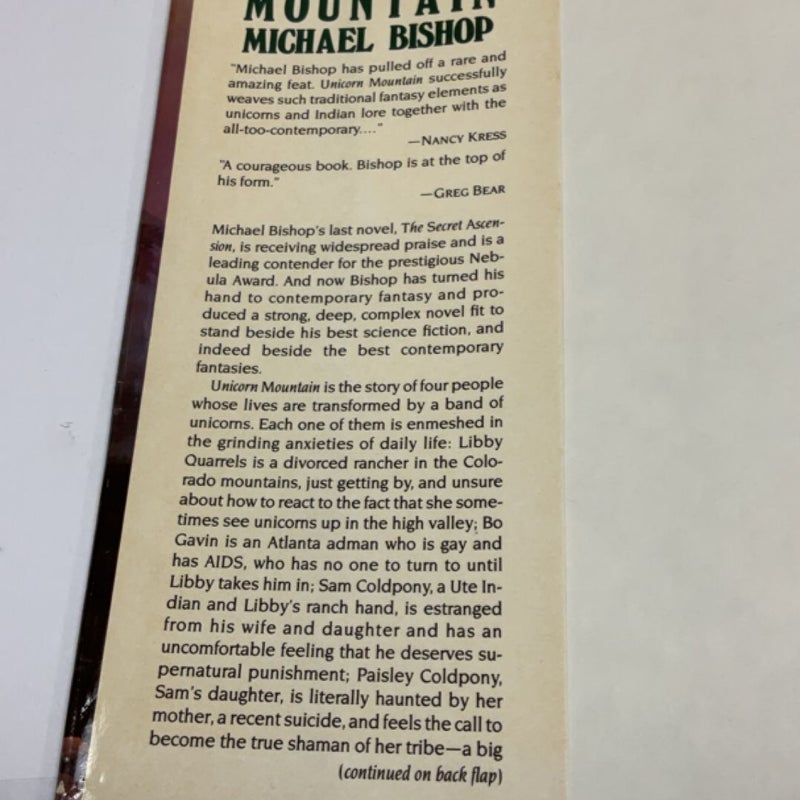 MOUNTAIN
MICHAEL BISHOP
"Michael Bishop has pulled off a rare and
amazing feat. Unicorn Mountain successfully
weaves such traditional fantasy elements as
unicorns and Indian lore together with the
all-too-contemporary...."
—NANCY KRESS
"A courageous book. Bishop is at the top of
his form."
—GREG BEAR
Michael Bishop's last novel, The Secret Ascen-
sion, is receiving widespread praise and is a
leading contender for the prestigious Neb-
ula Award. And now Bishop has turned his
hand to contemporary fantasy and pro-
duced a strong, deep, complex novel fit to
stand beside his best science fiction, and
indeed beside the best contemporary
fantasies.
Unicorn Mountain is the story of four people
whose lives are transformed by a band of
unicorns. Each one of them is enmeshed in
the grinding anxieties of daily life: Libby
Quarrels is a divorced rancher in the Colo-
rado mountains, just getting by, and unsure
about how to react to the fact that she some-
times see unicorns up in the high valley; Bo
Gavin is an Atlanta adman who is gay and
has AIDS, who has no one to turn to until
Libby takes him in; Sam Coldpony, a Ute In-
dian and Libby's ranch hand, is estranged
from his wife and daughter and has an
uncomfortable feeling that he deserves su-
pernatural punishment; Paisley Coldpony,
Sam's daughter, is literally haunted by her
mother, a recent suicide, and feels the call to
become the true shaman of her tribe—a big
(continued on back flap)